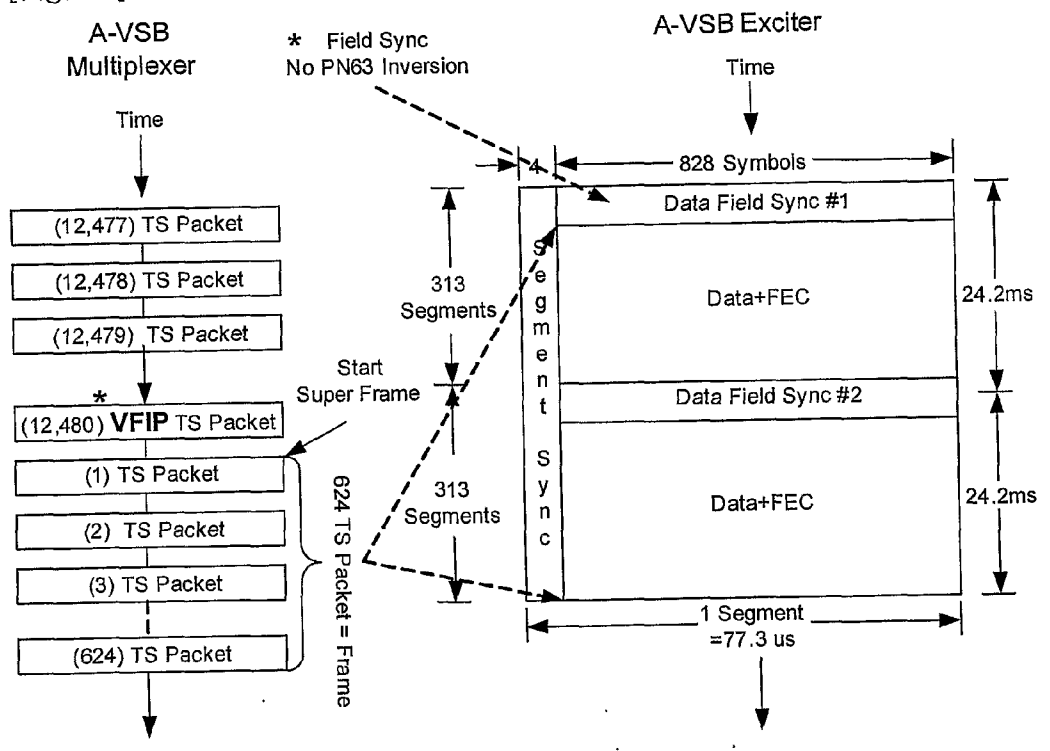 A-VSB
Multiplexer
Time
(12,477) TS Packet
(12,478) TS Packet
(12,479) TS Packet
*
(12,480) VFIP TS Packet
(1) TS Packet
(2) TS Packet
(3) TS Packet
(624) TS Packet
Start
Super Frame
624 TS Packet = Frame
* Field Sync
No PN63 Inversion
A-VSB Exciter
Time
4
828 Symbols
313
Segments
313
Segments
Segment Sync
Data Field Sync #1
Data+FEC
Data Field Sync #2
Data+FEC
24.2ms
24.2ms
1 Segment
=77.3 us